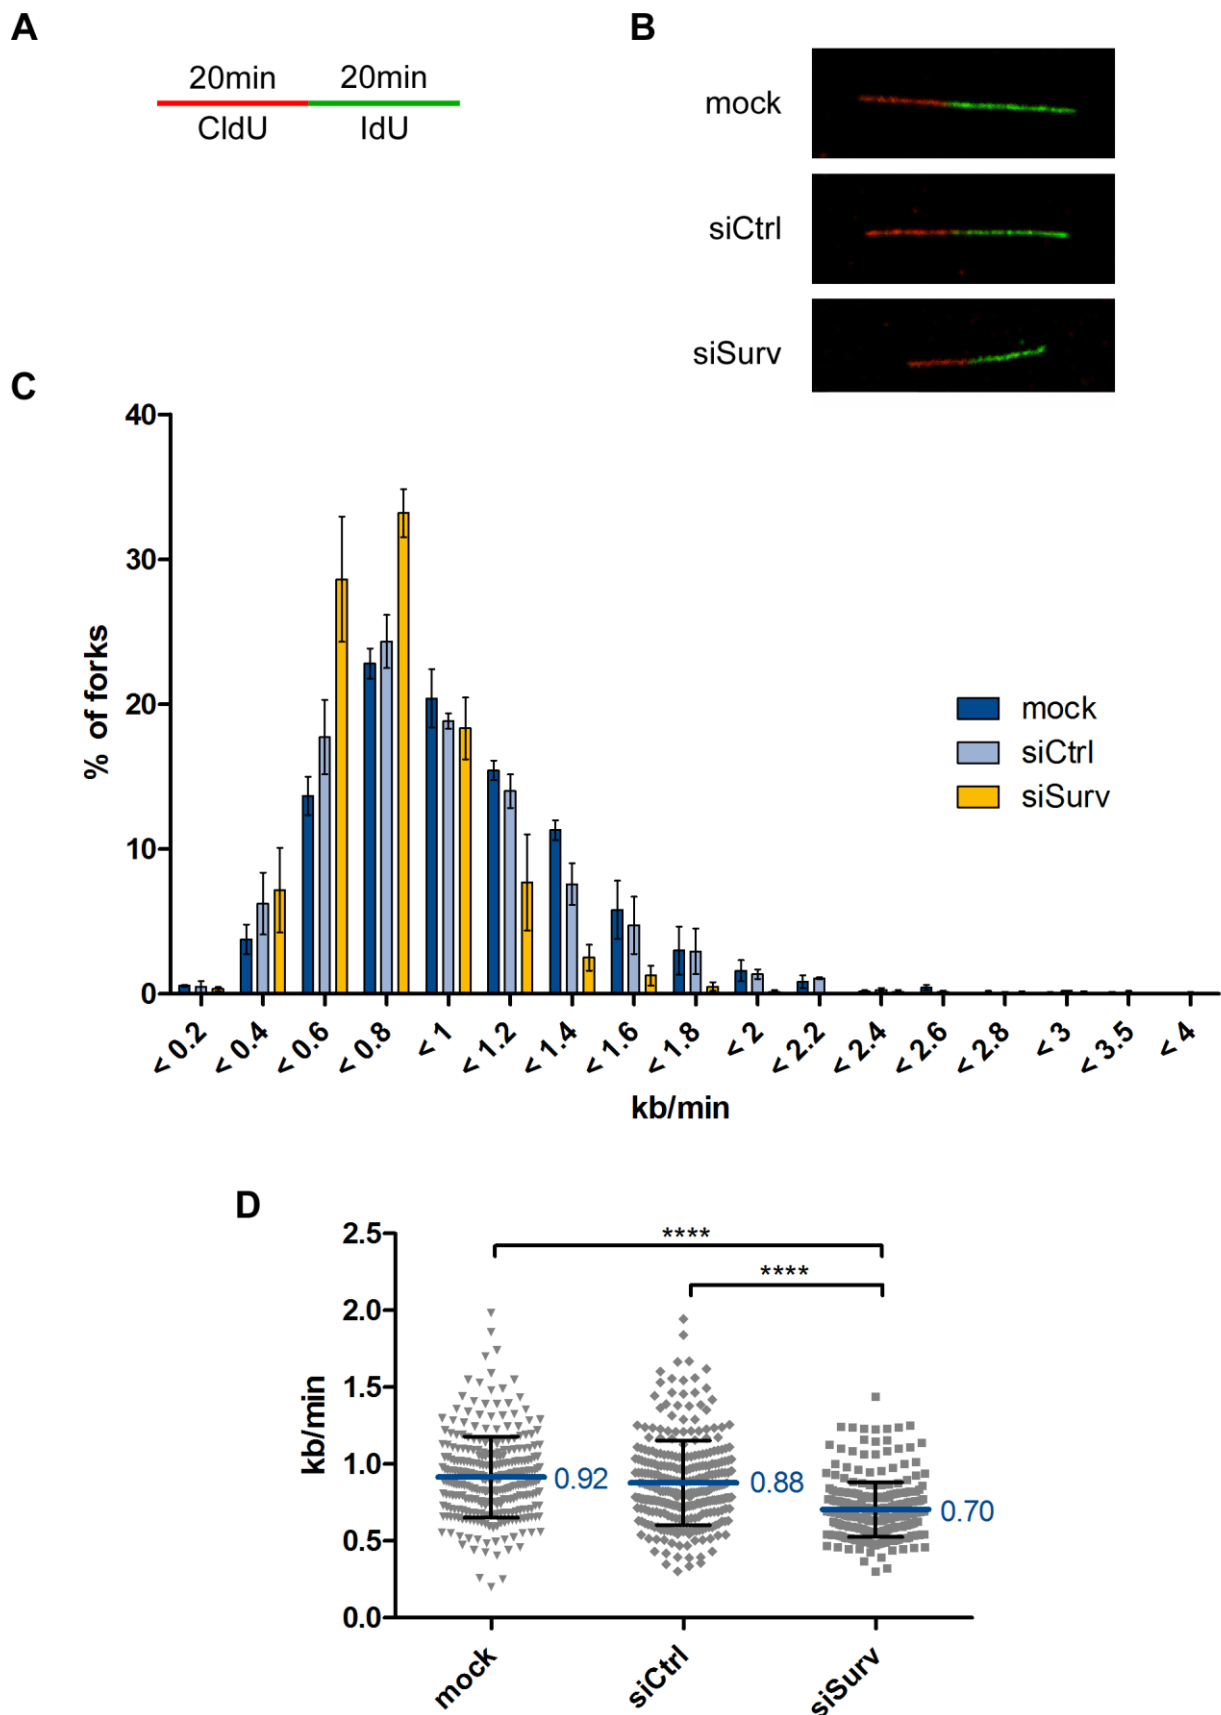 A
B
20min 20min
CldU IdU
mock
siCtrl
siSurv
C
40
30
20
10
0
% of forks
mock
siCtrl
siSurv
< 0.2 < 0.4 < 0.6 < 0.8 < 1 < 1.2 < 1.4 < 1.6 < 1.8 < 2 < 2.2 < 2.4 < 2.6 < 2.8 < 3 < 3.5 < 4
kb/min
D
2.5
2.0
1.5
1.0
0.5
0.0
kb/min
****
****
0.92
0.88
0.70
mock siCtrl siSurv